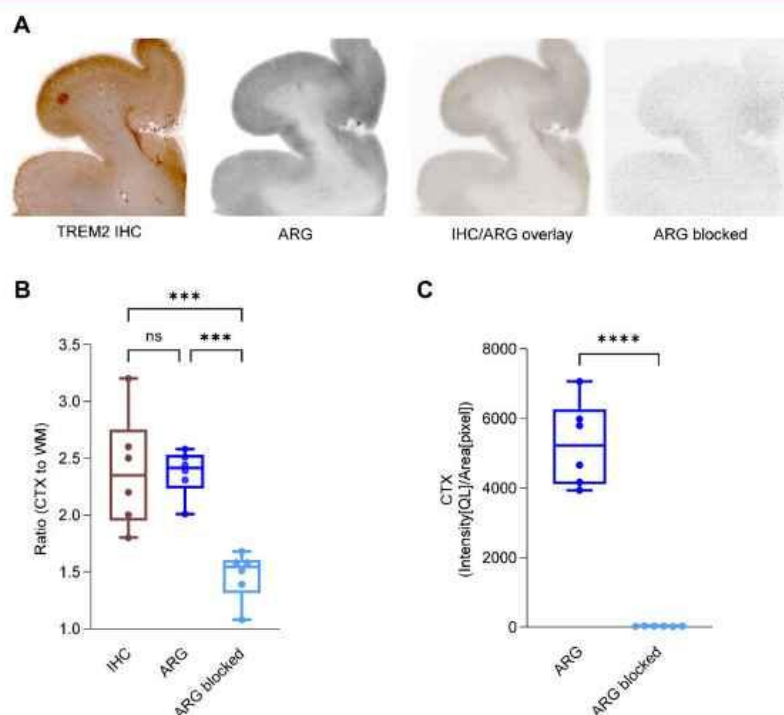 A
TREM2 IHC
ARG
IHC/ARG overlay
ARG blocked
B
***
ns
***
3.5
3.0
2.5
2.0
1.5
1.0
Ratio (CTX to WM)
IHC
ARG
ARG blocked
C
****
8000
6000
4000
2000
0
CTX
(Intensity[QL]/Area[pixel])
ARG
ARG blocked